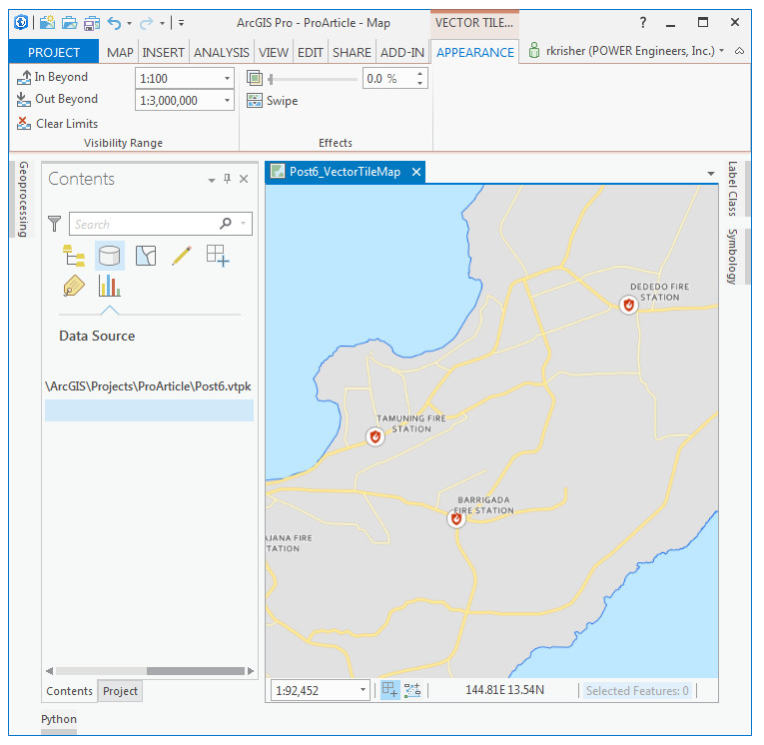 ArcGIS Pro - ProArticle - Map
VECTOR TILE...
?
PROJECT MAP INSERT ANALYSIS VIEW EDIT SHARE ADD-IN APPEARANCE rkrisher (POWER Engineers, Inc.)
In Beyond 1:100 0.0 %
Out Beyond 1:3,000,000 Swipe
Clear Limits
Visibility Range Effects
Geoprocessing
Contents
Search
Data Source
\ArcGIS\Projects\ProArticle\Post6.vtpk
Contents Project
Python
Post6_VectorTileMap
DEDEDO FIRE
STATION
TAMUNING FIRE
STATION
BARRIGADA
FIRE STATION
JANA FIRE
TATION
1:92,452 144.81E 13.54N Selected Features: 0
Label Class
Symbology